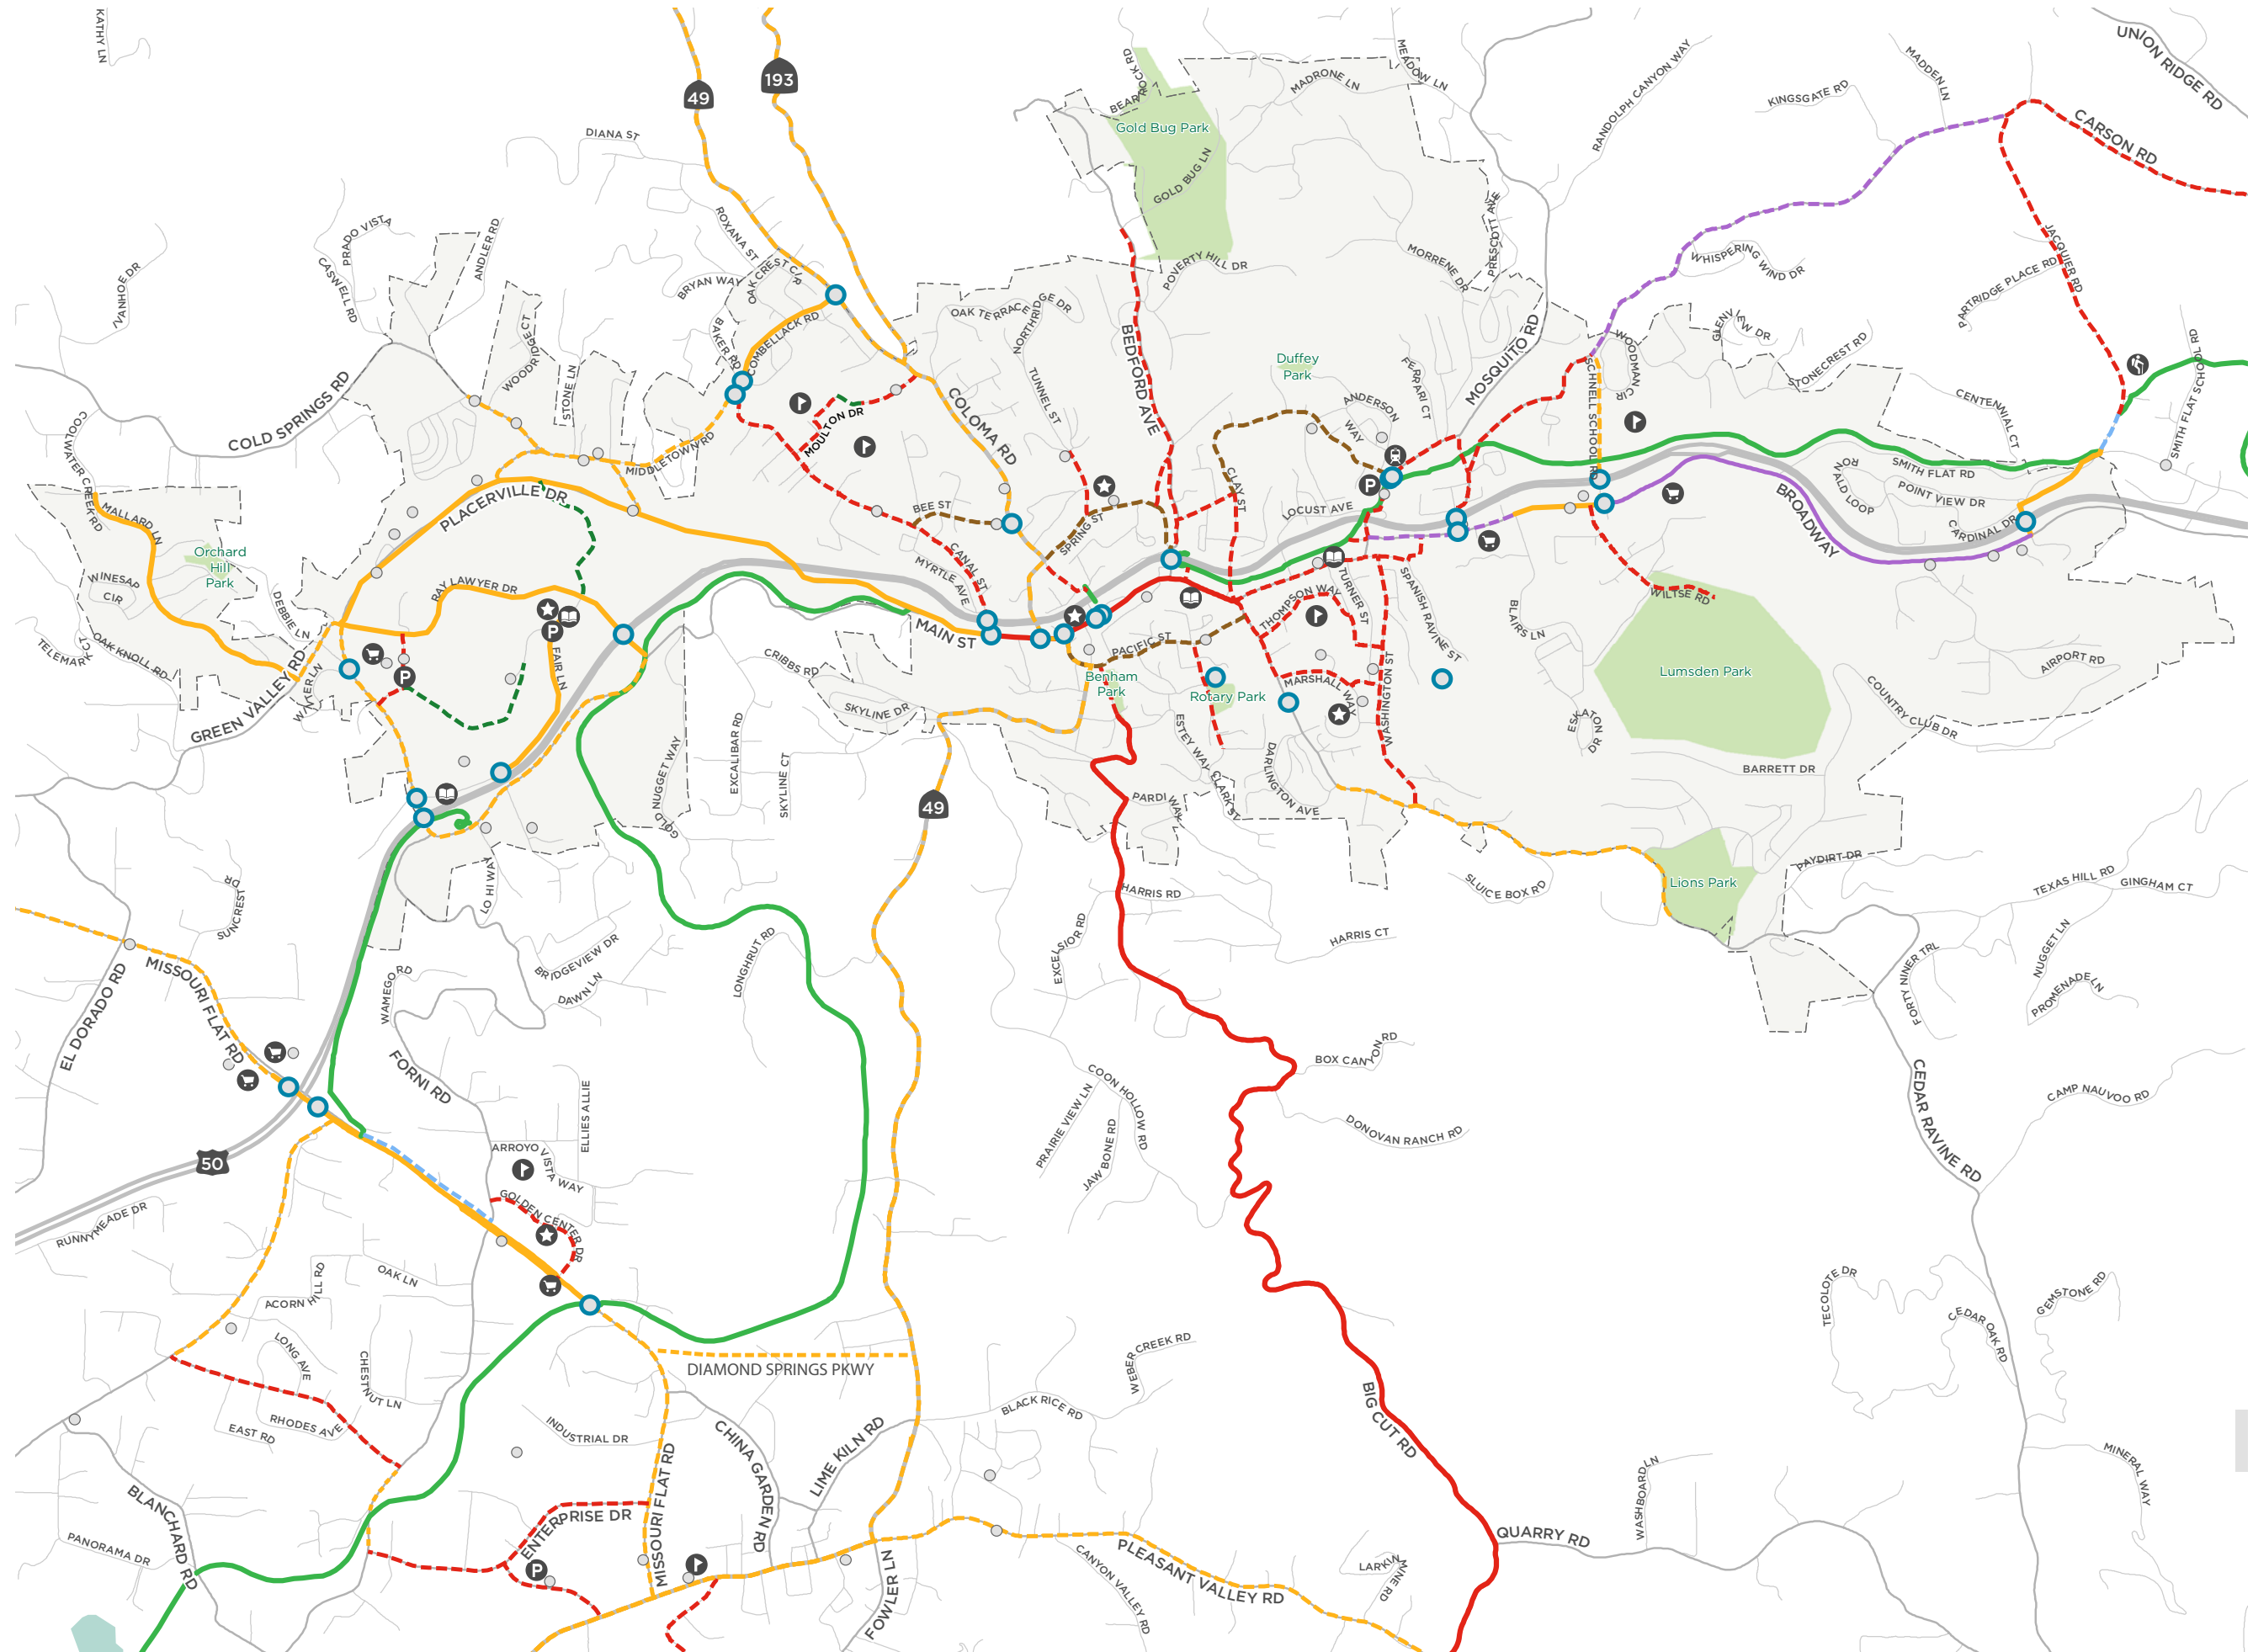 KATHY LN
49
193
DIANA ST
BEAR ROCK RD
Gold Bug Park
GOLD BUG LN
MADRONE LN
MEADOW LN
RANDOLPH CANYON WAY
KINGSGATE RD
MADDEN LN
UNION RIDGE RD
CARSON RD
PRADO VISTA
CASWELL RD
ANDLER RD
IVANHOE DR
ROXANA ST
BRYAN WAY
OAK CREST CIR
BAKER RD
COMBELLACK RD
OAK TERRACE
NORTHRIDGE DR
POVERTY HILL DR
MORRENE DR
PRESCOTT AVE
WHISPERING WIND DR
JACQUIER RD
PARTRIDGE PLACE RD
WOODRIDGE CT
STONE LN
COLD SPRINGS RD
MOULTON DR
COLOMA RD
TUNNEL ST
BEDFORD AVE
Duffey
Park
FERRARI CT
MOSQUITO RD
SCHNELL SCHOOL RD
WOODMAN CIR
GLENVIEW DR
STONECREST RD
CENTENNIAL CT
SMITH FLAT SCHOOL RD
ANDERSON WAY
COOLWATER CREEK RD
MALLARD LN
MIDDLETOWN RD
PLACERVILLE DR
BEE ST
SPRING ST
CLAY ST
LOCUST AVE
BROADWAY
RONALD LOOP
SMITH FLAT RD
POINT VIEW DR
CARDINAL DR
Orchard
Hill
Park
WINESAP
CIR
DEBBIE LN
RAY LAWYER DR
CANAL ST
MYRTLE AVE
MAIN ST
THOMPSON WAY
TURNER ST
SPANISH RAVINE ST
BLAIRS LN
WILTSE RD
TELEMARK CT
OAK KNOLL RD
GREEN VALLEY RD
WALKER LN
FAIR LN
CRIBBS RD
SKYLINE DR
PACIFIC ST
Benham
Park
Rotary Park
MARSHALL WAY
WASHINGTON ST
Lumsden Park
AIRPORT RD
COUNTRY CLUB DR
ESKATON DR
BARRETT DR
GOLD NUGGET WAY
EXCALIBAR RD
SKYLINE CT
ESTEY WAY
CLARK ST
DARLINGTON AVE
PARDI WAY
49
LO HI WAY
SUNCREST DR
HARRIS RD
SLUICE BOX RD
Lions Park
PAYDIRT DR
TEXAS HILL RD
GINGHAM CT
EXCELSIOR RD
HARRIS CT
LONGHRUT RD
BRIDGEVIEW DR
DAWN LN
WAMEGO RD
MISSOURI FLAT RD
EL DORADO RD
FORTY NINER TRL
NUGGET LN
PROMENADE LN
FORNI RD
BOX CANYON RD
COON HOLLOW RD
PRAIRIE VIEW LN
JAW BONE RD
DONOVAN RANCH RD
CEDAR RAVINE RD
CAMP NAUVOO RD
ELLIES ALLIE
50
ARROYO VISTA WAY
GOLDEN CENTER DR
RUNNYMEADE DR
OAK LN
ACORN HILL RD
LONG AVE
CHESTNUT LN
RHODES AVE
EAST RD
DIAMOND SPRINGS PKWY
WEBER CREEK RD
BLACK RICE RD
TECOLOTE DR
CEDAR OAK RD
GEMSTONE RD
BIG CUT RD
INDUSTRIAL DR
CHINA GARDEN RD
LIME KILN RD
WASHBOARD LN
MINERAL WAY
BLANCHARD RD
PANORAMA DR
ENTERPRISE DR
MISSOURI FLAT RD
FOWLER LN
PLEASANT VALLEY RD
CANYON VALLEY RD
LARKIN MINE RD
QUARRY RD